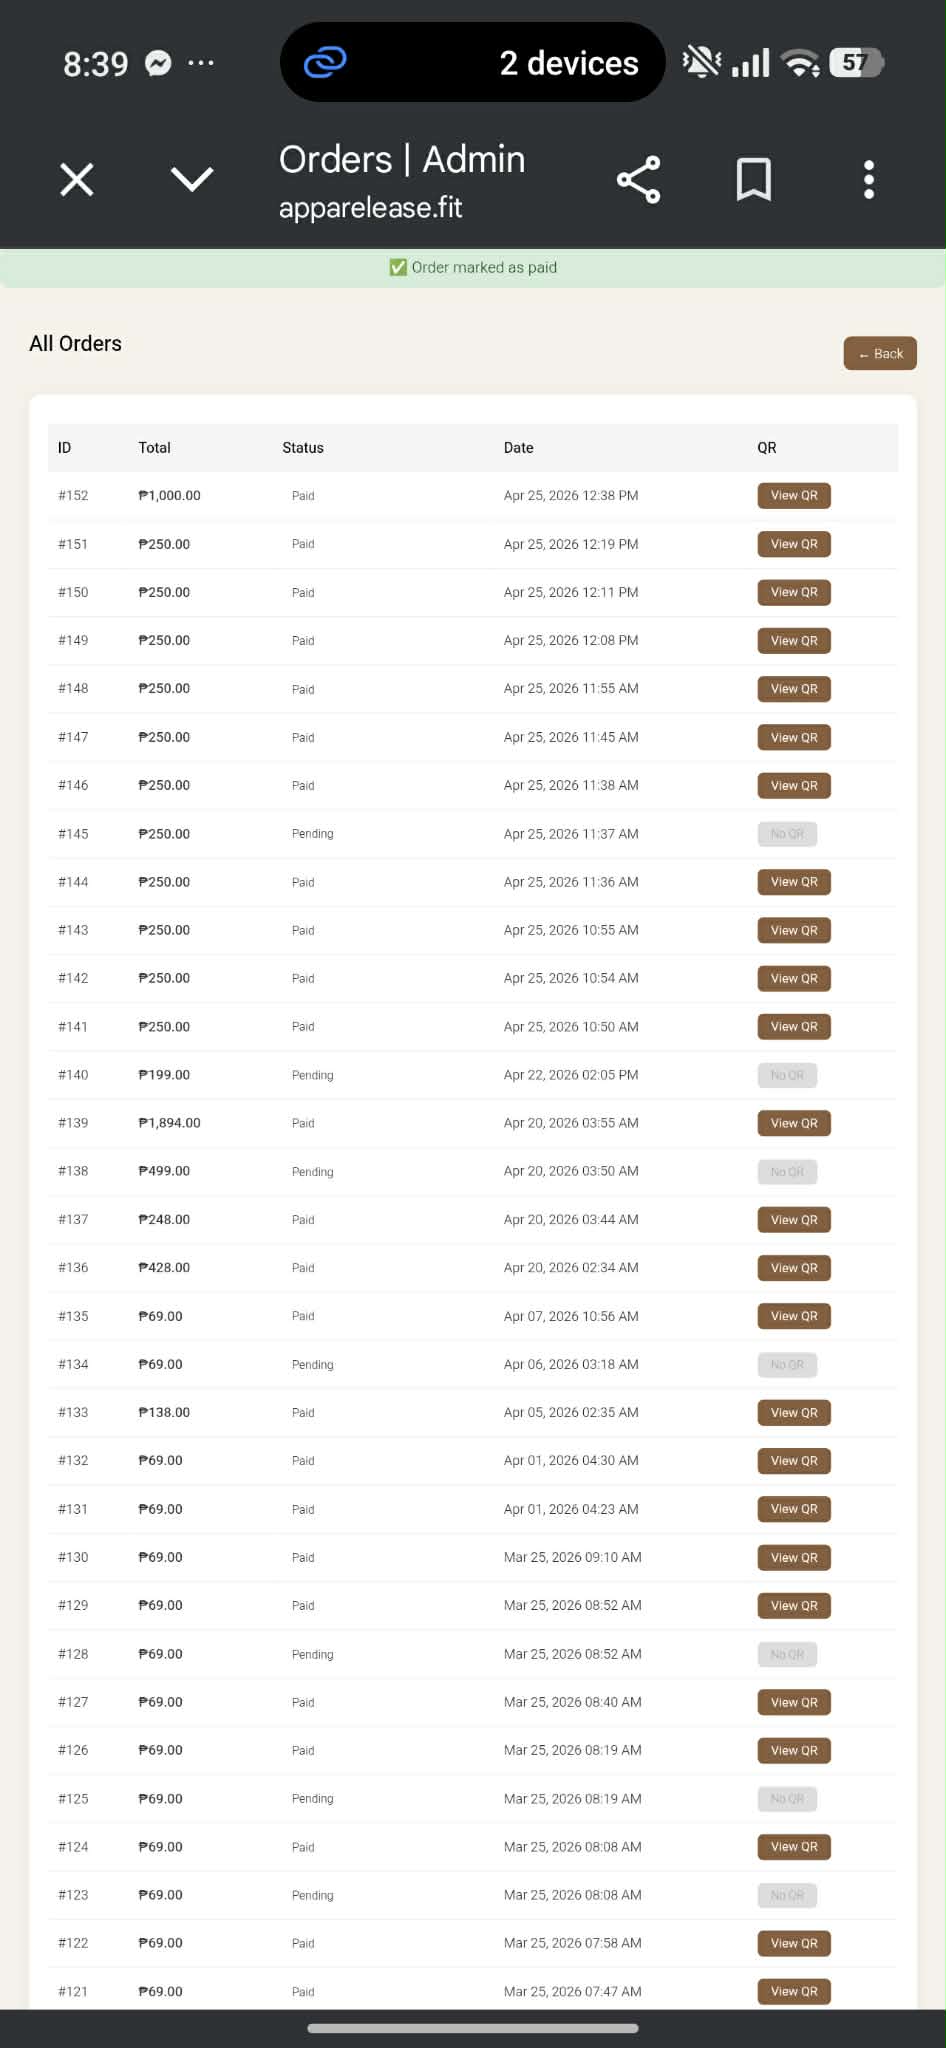 8:39 ...
2 devices
57
Orders | Admin
apparelease.fit
✅ Order marked as paid
All Orders
← Back
ID Total Status Date QR
#152 ₱1,000.00 Paid Apr 25, 2026 12:38 PM View QR
#151 ₱250.00 Paid Apr 25, 2026 12:19 PM View QR
#150 ₱250.00 Paid Apr 25, 2026 12:11 PM View QR
#149 ₱250.00 Paid Apr 25, 2026 12:08 PM View QR
#148 ₱250.00 Paid Apr 25, 2026 11:55 AM View QR
#147 ₱250.00 Paid Apr 25, 2026 11:45 AM View QR
#146 ₱250.00 Paid Apr 25, 2026 11:38 AM View QR
#145 ₱250.00 Pending Apr 25, 2026 11:37 AM No QR
#144 ₱250.00 Paid Apr 25, 2026 11:36 AM View QR
#143 ₱250.00 Paid Apr 25, 2026 10:55 AM View QR
#142 ₱250.00 Paid Apr 25, 2026 10:54 AM View QR
#141 ₱250.00 Paid Apr 25, 2026 10:50 AM View QR
#140 ₱199.00 Pending Apr 22, 2026 02:05 PM No QR
#139 ₱1,894.00 Paid Apr 20, 2026 03:55 AM View QR
#138 ₱499.00 Pending Apr 20, 2026 03:50 AM No QR
#137 ₱248.00 Paid Apr 20, 2026 03:44 AM View QR
#136 ₱428.00 Paid Apr 20, 2026 02:34 AM View QR
#135 ₱69.00 Paid Apr 07, 2026 10:56 AM View QR
#134 ₱69.00 Pending Apr 06, 2026 03:18 AM No QR
#133 ₱138.00 Paid Apr 05, 2026 02:35 AM View QR
#132 ₱69.00 Paid Apr 01, 2026 04:30 AM View QR
#131 ₱69.00 Paid Apr 01, 2026 04:23 AM View QR
#130 ₱69.00 Paid Mar 25, 2026 09:10 AM View QR
#129 ₱69.00 Paid Mar 25, 2026 08:52 AM View QR
#128 ₱69.00 Pending Mar 25, 2026 08:52 AM No QR
#127 ₱69.00 Paid Mar 25, 2026 08:40 AM View QR
#126 ₱69.00 Paid Mar 25, 2026 08:19 AM View QR
#125 ₱69.00 Pending Mar 25, 2026 08:19 AM No QR
#124 ₱69.00 Paid Mar 25, 2026 08:08 AM View QR
#123 ₱69.00 Pending Mar 25, 2026 08:08 AM No QR
#122 ₱69.00 Paid Mar 25, 2026 07:58 AM View QR
#121 ₱69.00 Paid Mar 25, 2026 07:47 AM View QR